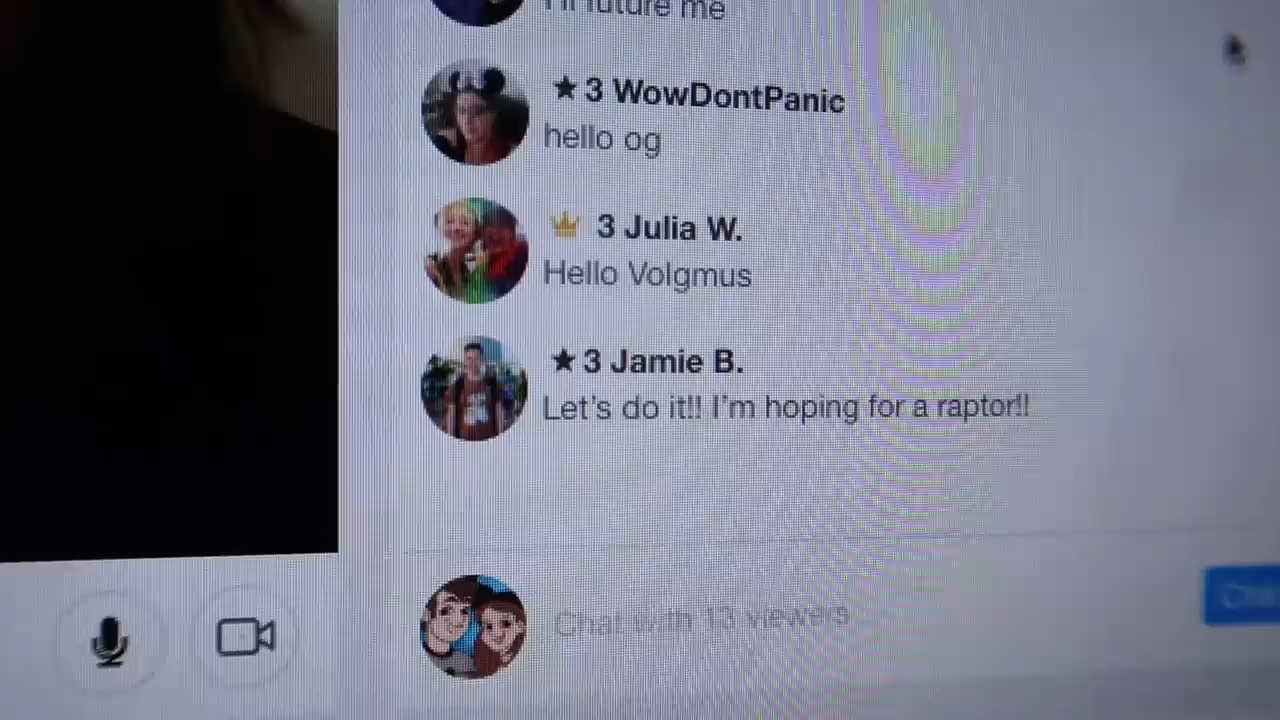 future me
★ 3 WowDontPanic
hello og
3 Julia W.
Hello Volgmus
★ 3 Jamie B.
Let's do it!! I'm hoping for a raptor!!
Chat with 13 viewers